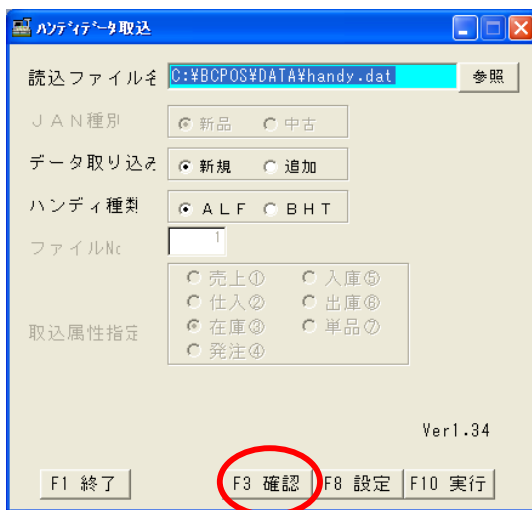 ハンディデータ取込
読込ファイル名 C:¥BCPOS¥DATA¥handy.dat 参照
JAN種別 新品 中古
データ取り込み 新規 追加
ハンディ種類 ALF BHT
ファイルNo 1
売上① 入庫⑤
仕入② 出庫⑥
取込属性指定 在庫③ 単品⑦
発注④
Ver1.34
F1 終了 F3 確認 F8 設定 F10 実行